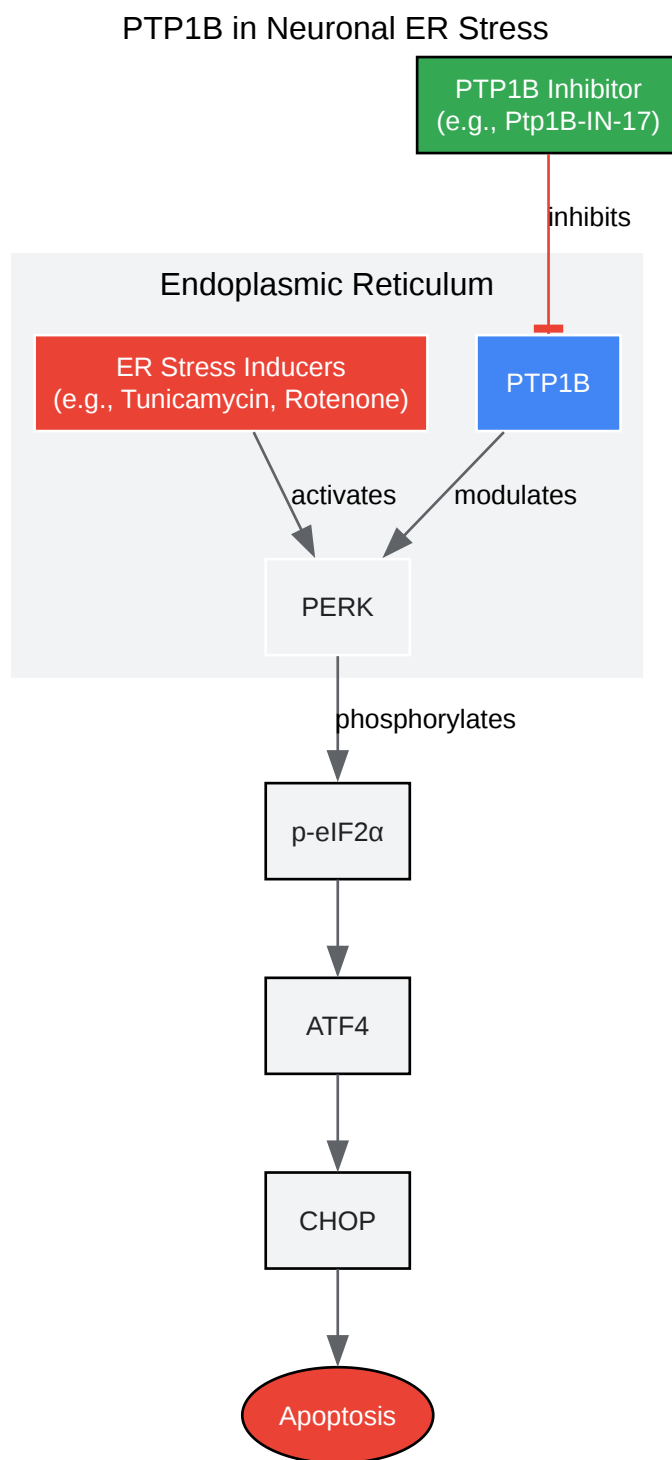 PTP1B in Neuronal ER Stress
PTP1B Inhibitor
(e.g., Ptp1B-IN-17)
inhibits
Endoplasmic Reticulum
ER Stress Inducers
(e.g., Tunicamycin, Rotenone)
PTP1B
activates
modulates
PERK
phosphorylates
p-eIF2α
ATF4
CHOP
Apoptosis